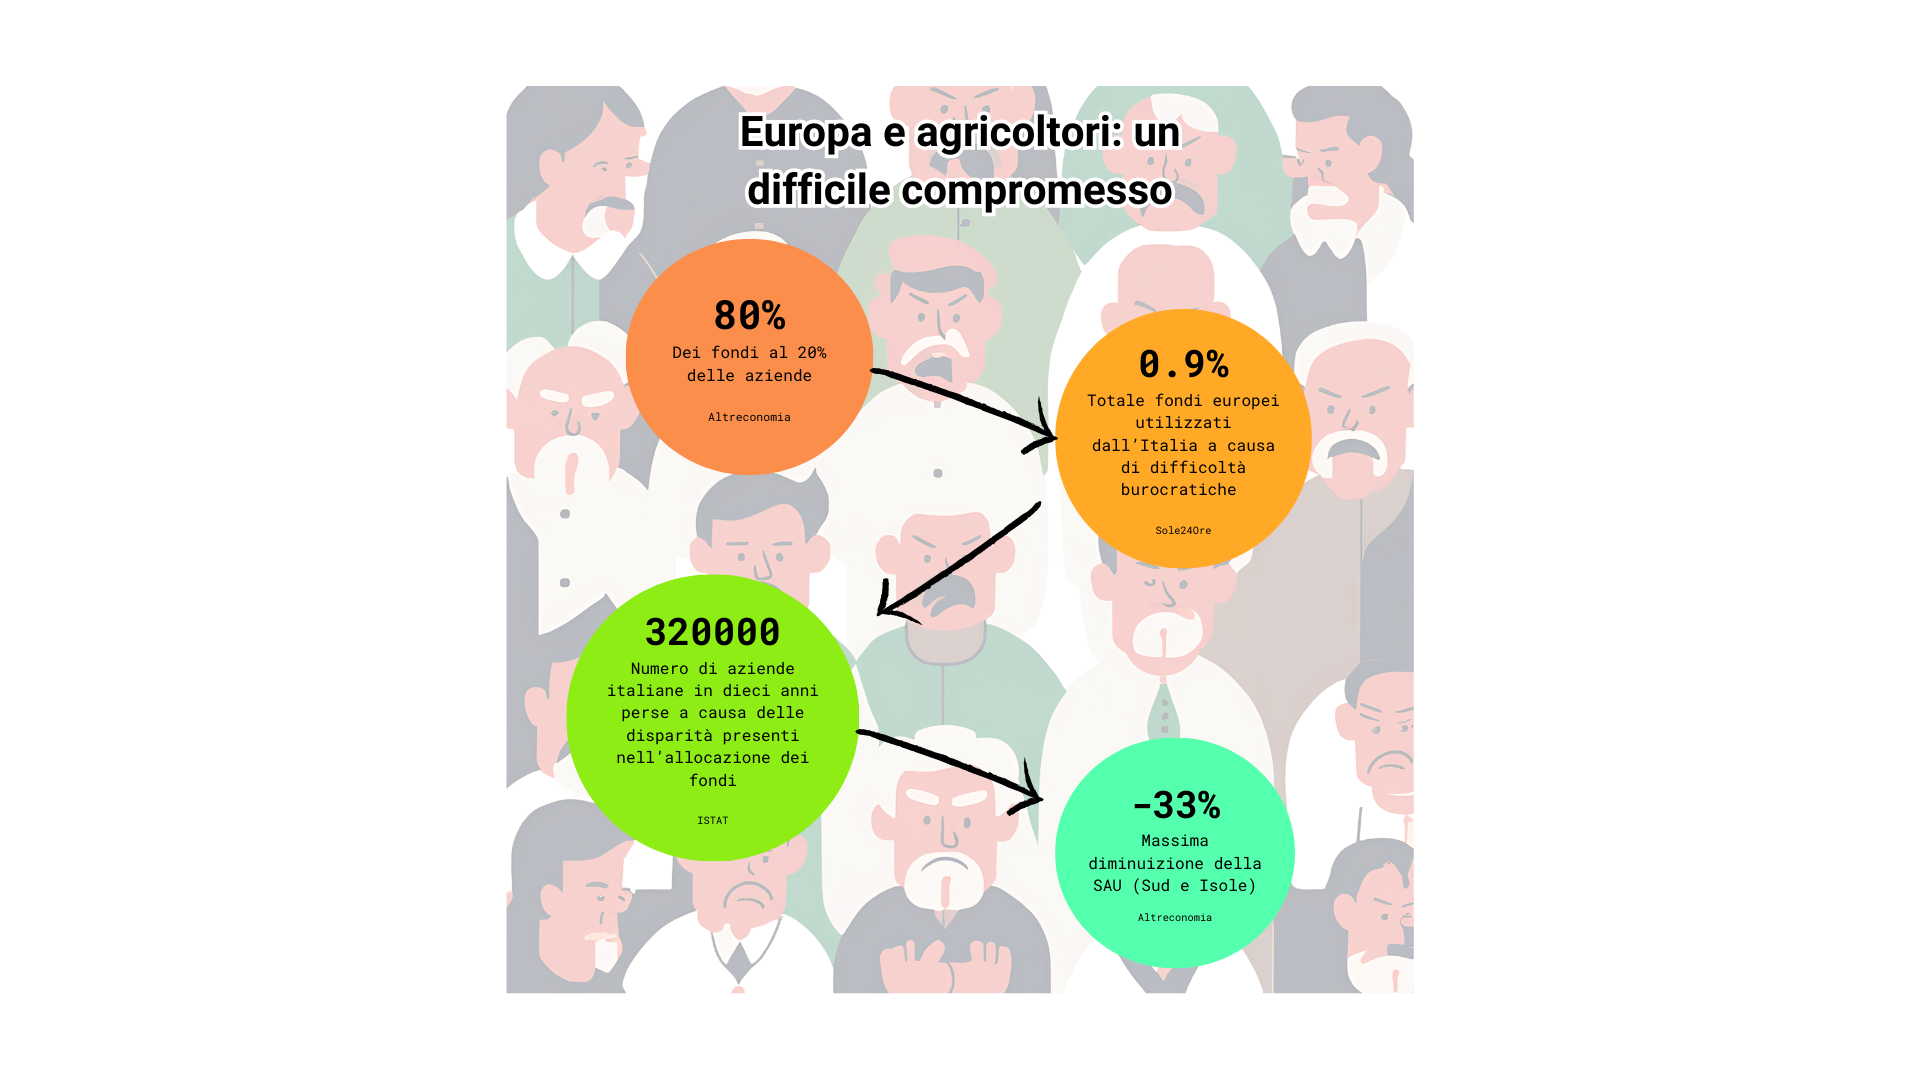 Europa e agricoltori: un
difficile compromesso
80%
Dei fondi al 20%
delle aziende
Altreconomia
0.9%
Totale fondi europei
utilizzati
dall’Italia a causa
di difficoltà
burocratiche
Sole24Ore
320000
Numero di aziende
italiane in dieci anni
perse a causa delle
disparità presenti
nell’allocazione dei
fondi
ISTAT
-33%
Massima
diminuizione della
SAU (Sud e Isole)
Altreconomia